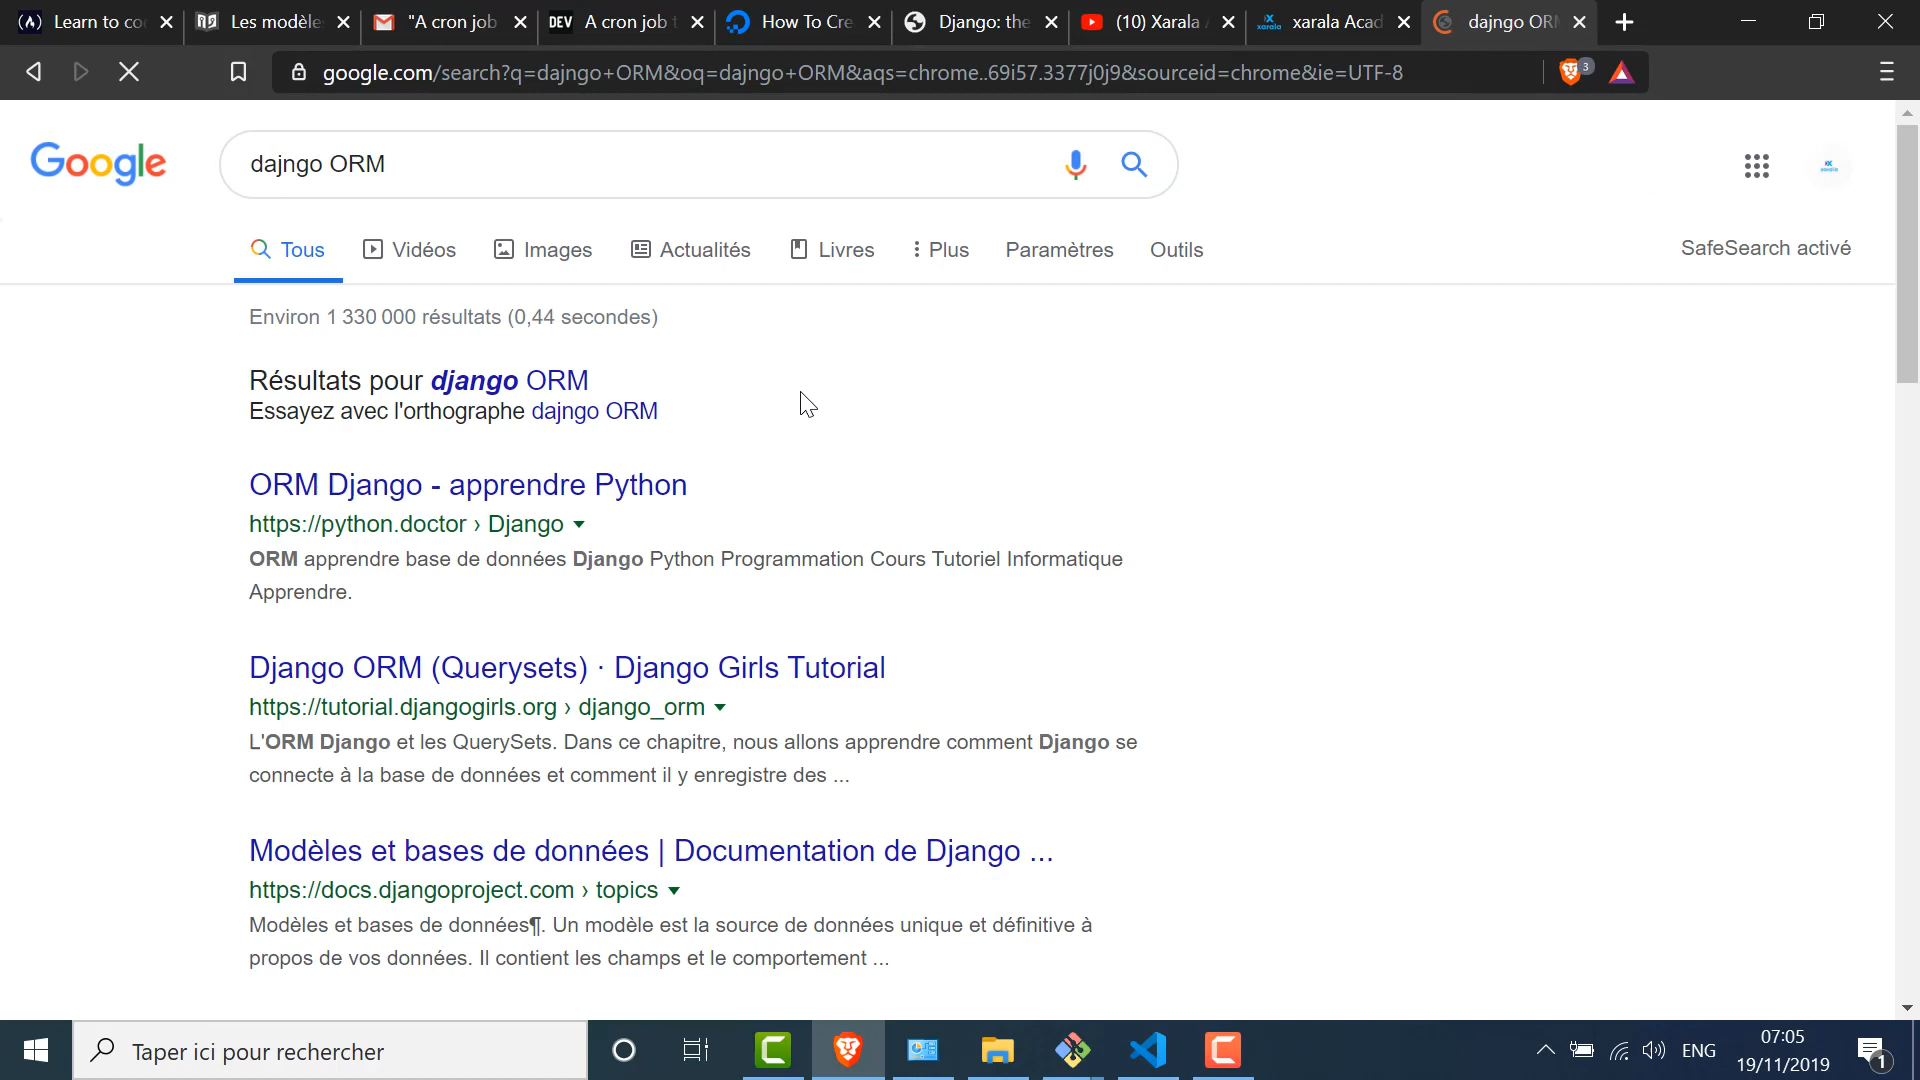 Learn to co
Les modèle
"A cron job
DEV A cron job t
How To Cre
Django: the
(10) Xarala A
xarala Acad
dajngo ORM
google.com/search?q=dajngo+ORM&oq=dajngo+ORM&aqs=chrome..69i57.3377j0j9&sourceid=chrome&ie=UTF-8
3
Google
dajngo ORM
Tous Vidéos Images Actualités Livres Plus Paramètres Outils SafeSearch activé
Environ 1 330 000 résultats (0,44 secondes)
Résultats pour django ORM
Essayez avec l'orthographe dajngo ORM
ORM Django - apprendre Python
https://python.doctor › Django
ORM apprendre base de données Django Python Programmation Cours Tutoriel Informatique
Apprendre.
Django ORM (Querysets) · Django Girls Tutorial
https://tutorial.djangogirls.org › django_orm
L'ORM Django et les QuerySets. Dans ce chapitre, nous allons apprendre comment Django se
connecte à la base de données et comment il y enregistre des ...
Modèles et bases de données | Documentation de Django ...
https://docs.djangoproject.com › topics
Modèles et bases de données¶. Un modèle est la source de données unique et définitive à
propos de vos données. Il contient les champs et le comportement ...
Taper ici pour rechercher
ENG
07:05
19/11/2019
1